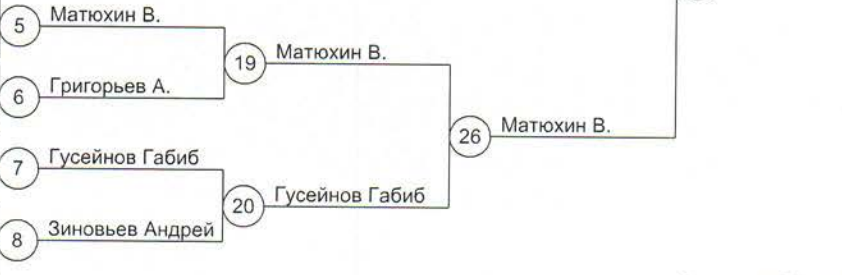 5 Матюхин В.
19 Матюхин В.
6 Григорьев А.
26 Матюхин В.
7 Гусейнов Габиб
20 Гусейнов Габиб
8 Зиновьев Андрей